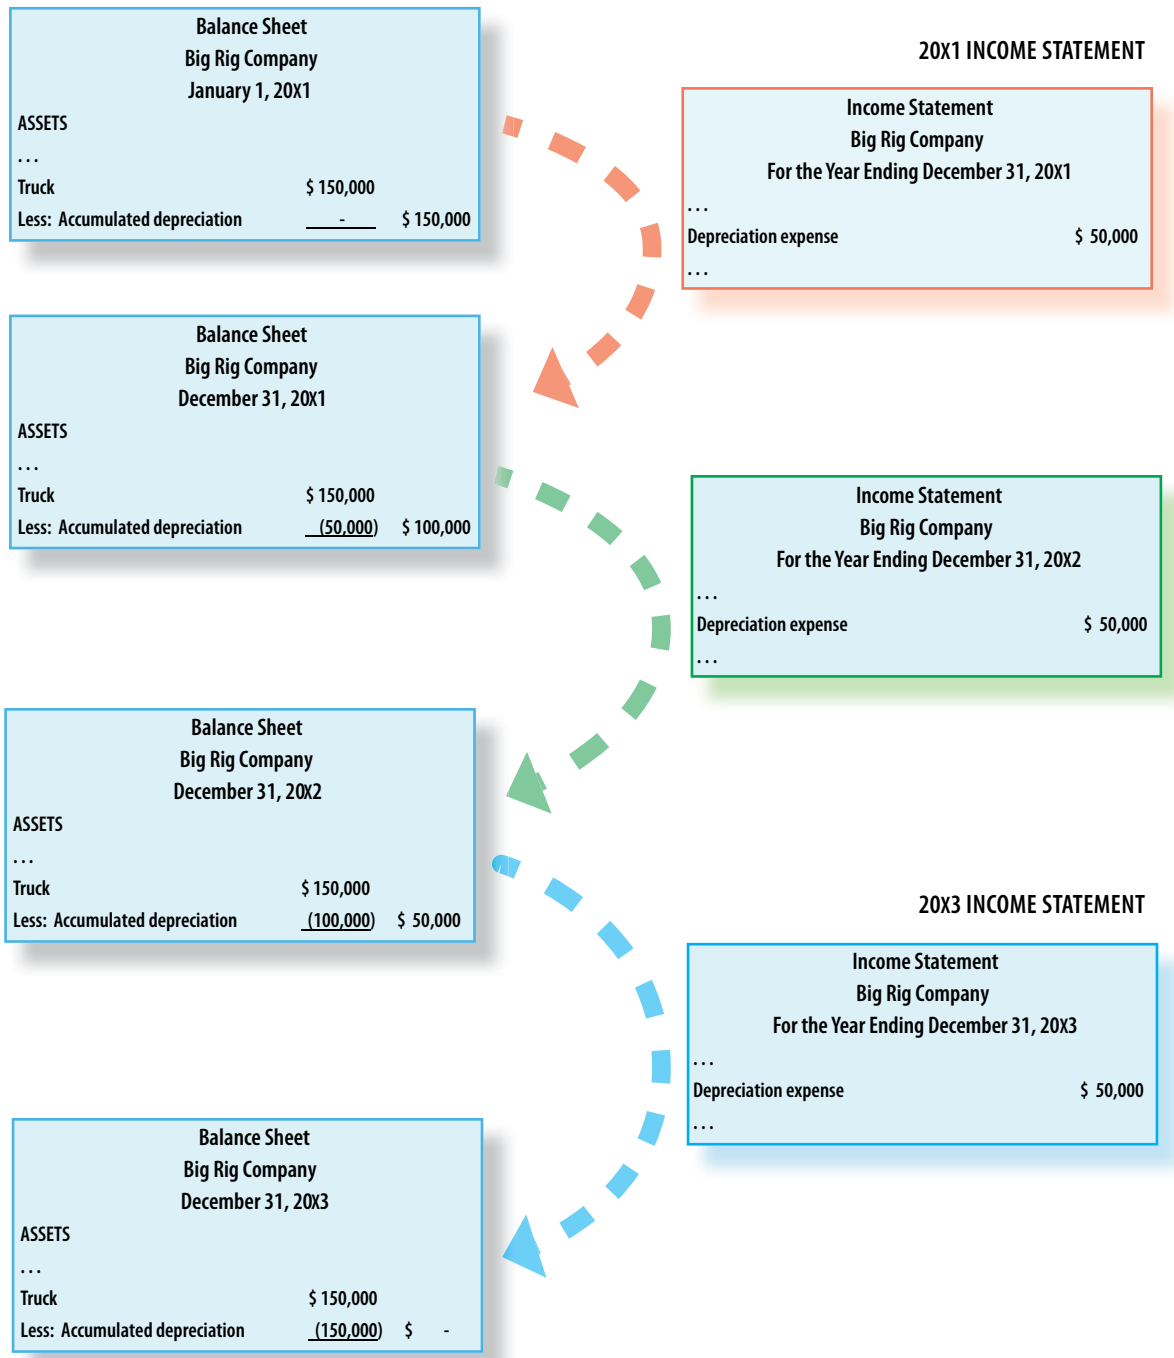 Balance Sheet
Big Rig Company
January 1, 20X1
ASSETS
. . .
Truck $ 150,000
Less: Accumulated depreciation - $ 150,000
20X1 INCOME STATEMENT
Income Statement
Big Rig Company
For the Year Ending December 31, 20X1
. . .
Depreciation expense $ 50,000
. . .
Balance Sheet
Big Rig Company
December 31, 20X1
ASSETS
. . .
Truck $ 150,000
Less: Accumulated depreciation (50,000) $ 100,000
Income Statement
Big Rig Company
For the Year Ending December 31, 20X2
. . .
Depreciation expense $ 50,000
. . .
Balance Sheet
Big Rig Company
December 31, 20X2
ASSETS
. . .
Truck $ 150,000
Less: Accumulated depreciation (100,000) $ 50,000
20X3 INCOME STATEMENT
Income Statement
Big Rig Company
For the Year Ending December 31, 20X3
. . .
Depreciation expense $ 50,000
. . .
Balance Sheet
Big Rig Company
December 31, 20X3
ASSETS
. . .
Truck $ 150,000
Less: Accumulated depreciation (150,000) $ -